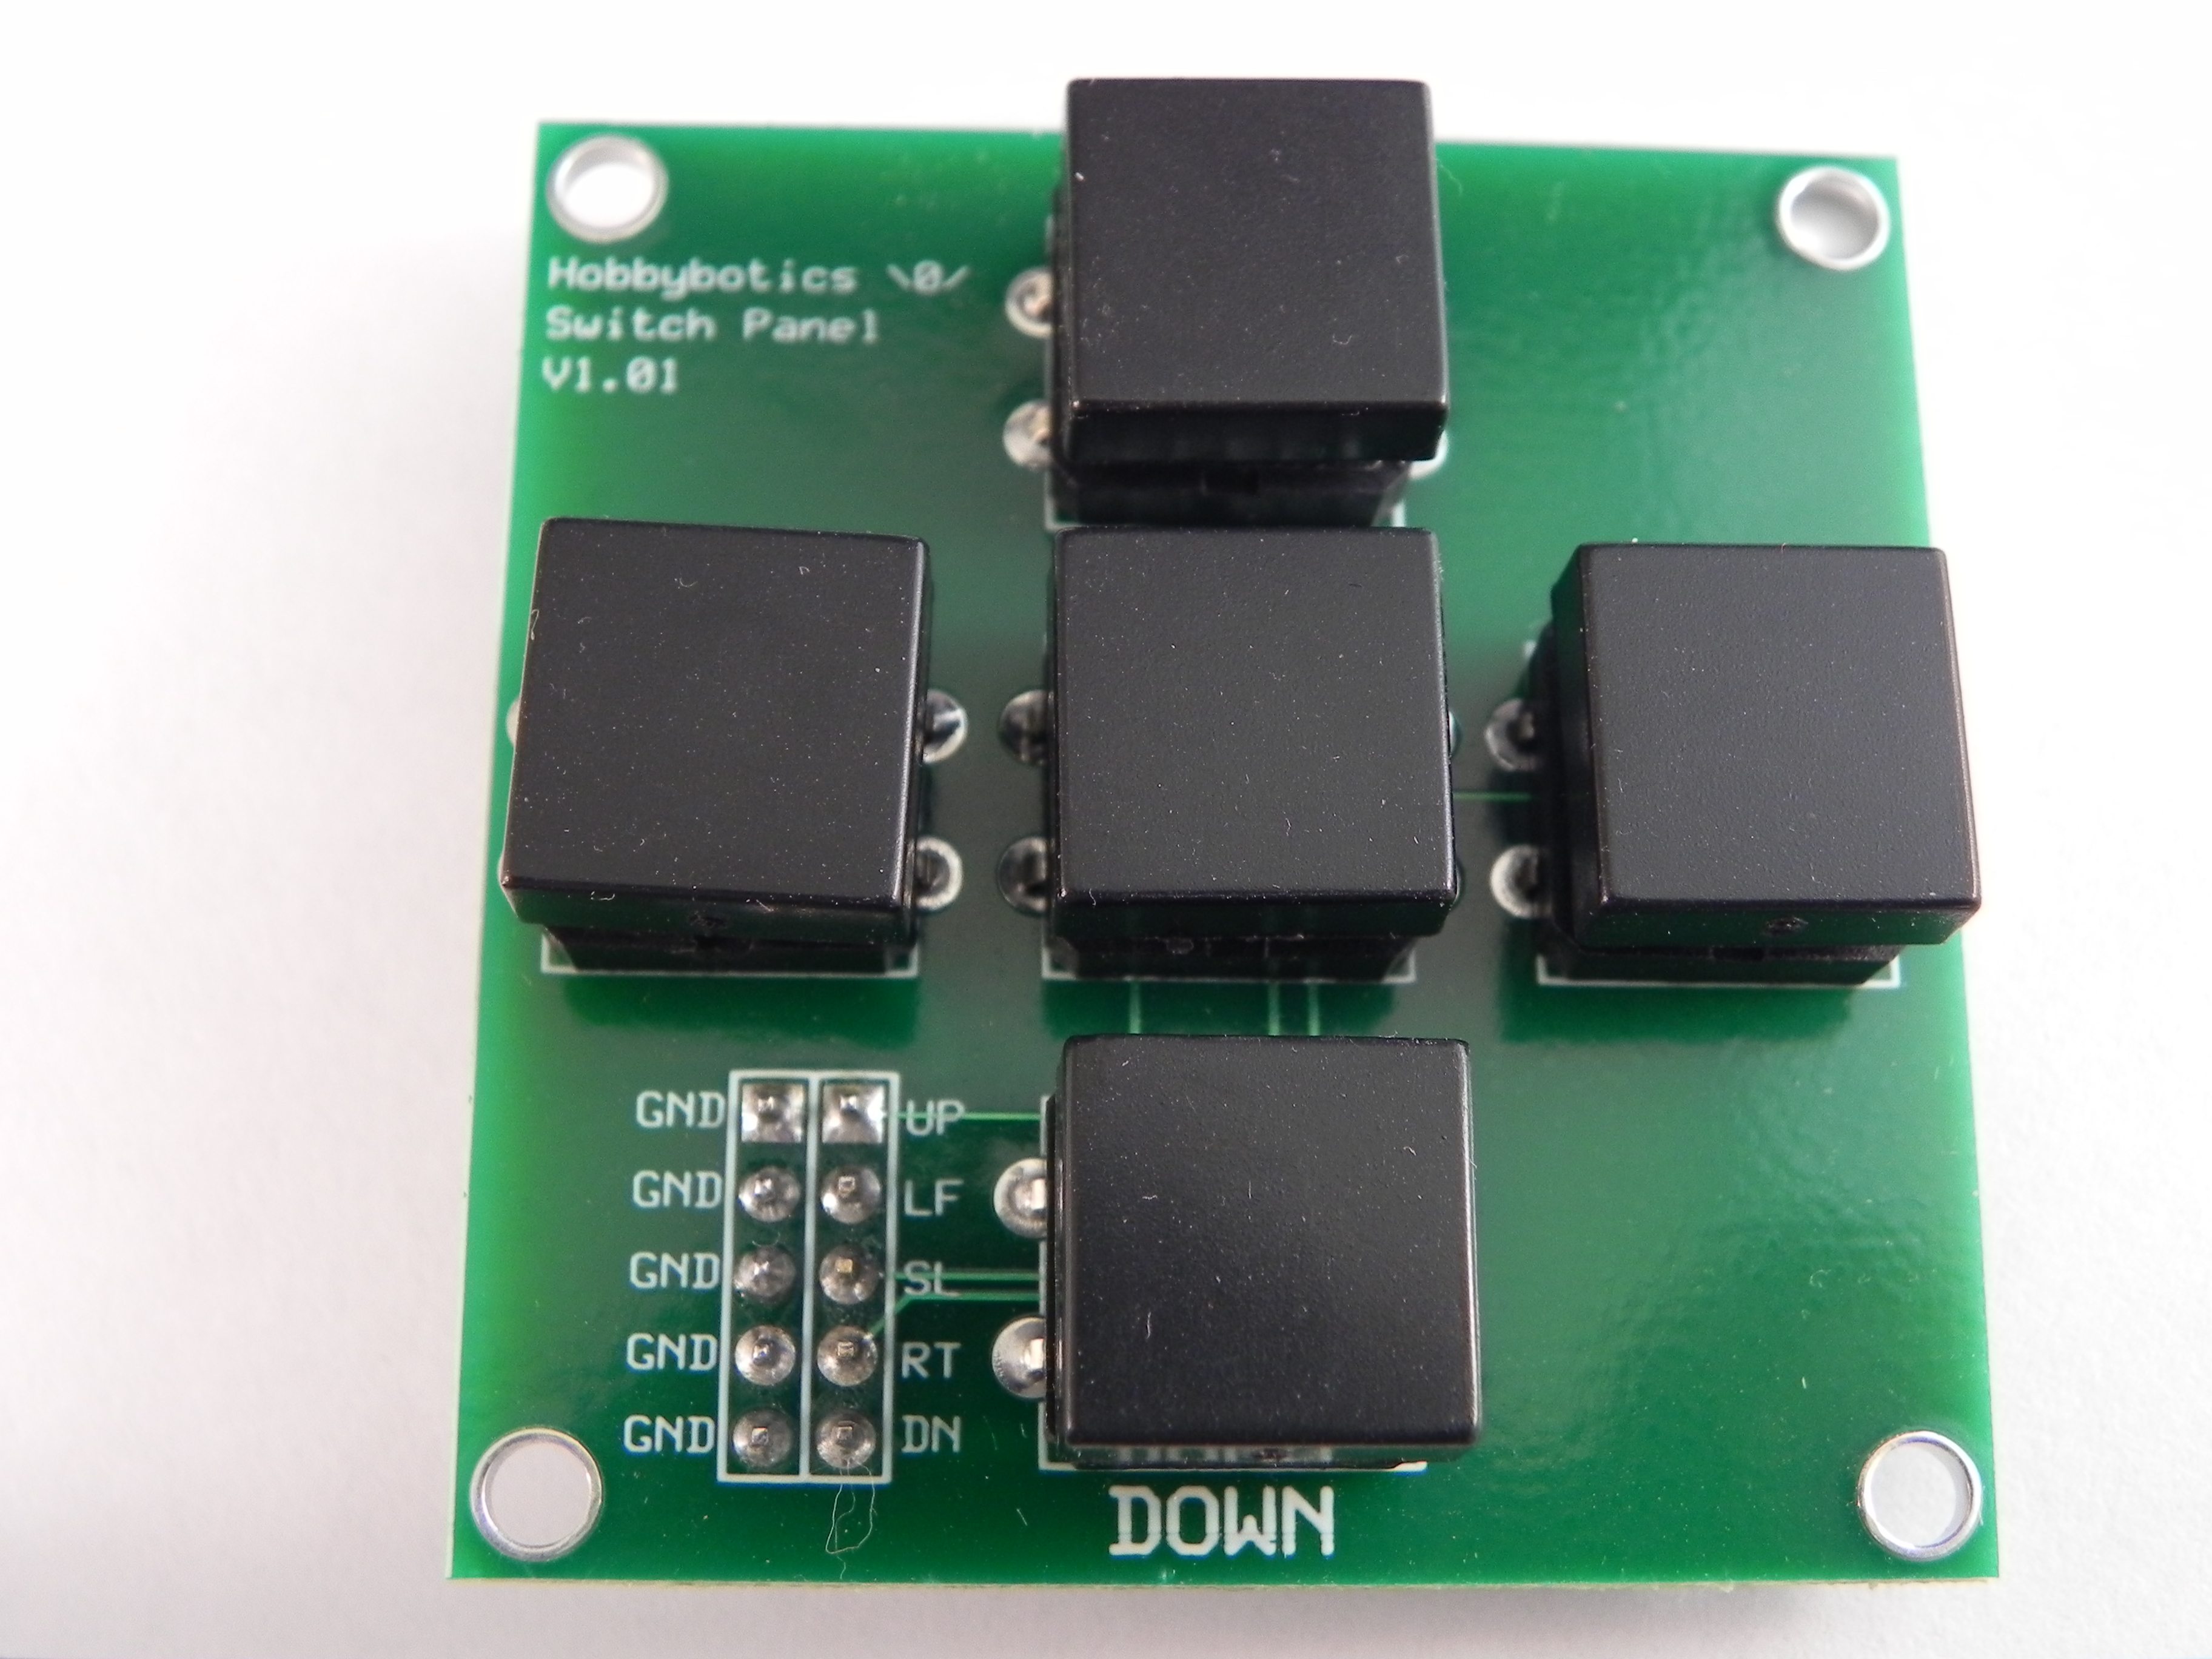 Hobbybotics \0/
Switch Panel
V1.01
GND UP
GND LF
GND SL
GND RT
GND DN
DOWN